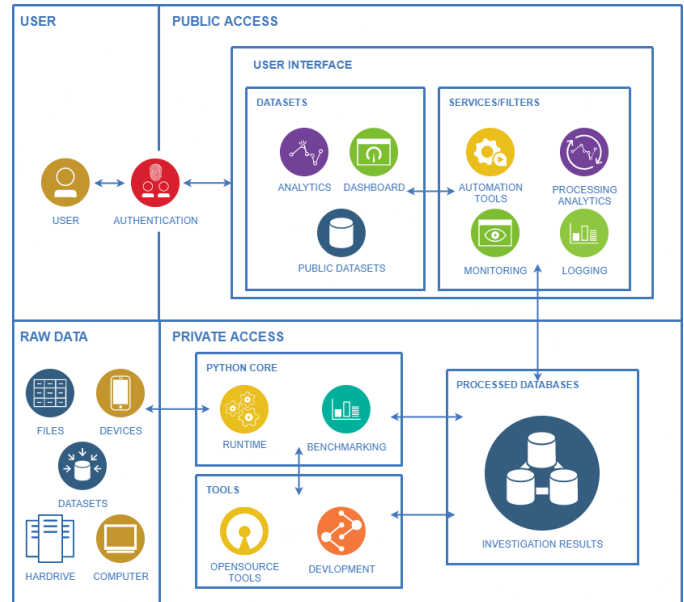 USER
PUBLIC ACCESS
USER INTERFACE
DATASETS
SERVICES/FILTERS
ANALYTICS
DASHBOARD
AUTOMATION
TOOLS
PROCESSING
ANALYTICS
USER
AUTHENTICATION
PUBLIC DATASETS
MONITORING
LOGGING
RAW DATA
PRIVATE ACCESS
PYTHON CORE
PROCESSED DATABASES
FILES
DEVICES
RUNTIME
BENCHMARKING
DATASETS
TOOLS
HARDRIVE
COMPUTER
OPENSOURCE
TOOLS
DEVLOPMENT
INVESTIGATION RESULTS